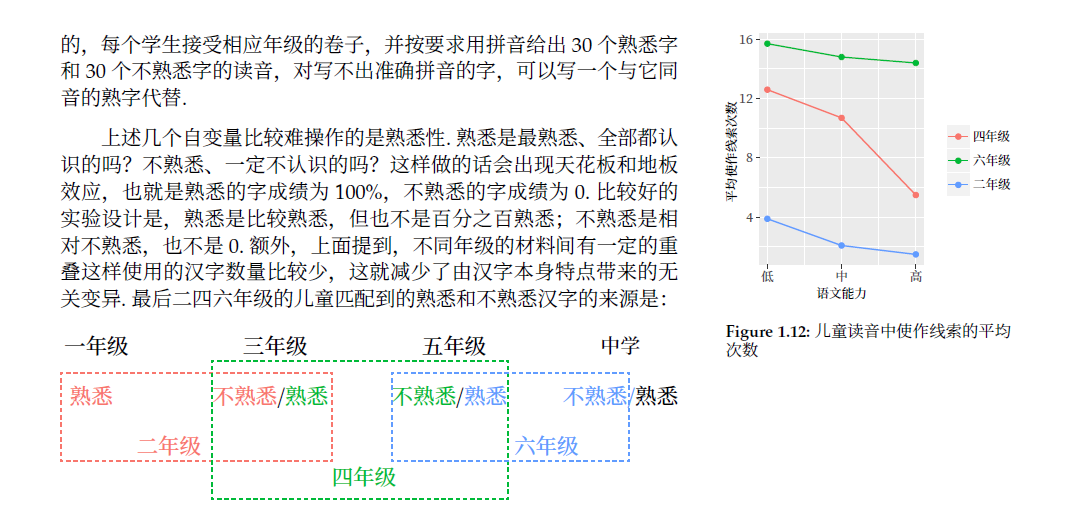 的，每个学生接受相应年级的卷子，并按要求用拼音给出 30 个熟悉字
和 30 个不熟悉字的读音，对写不出准确拼音的字，可以写一个与它同
音的熟字代替.
上述几个自变量比较难操作的是熟悉性. 熟悉是最熟悉、全部都认
识的吗？不熟悉、一定不认识的吗？这样做的话会出现天花板和地板
效应，也就是熟悉的字成绩为 100%，不熟悉的字成绩为 0. 比较好的
实验设计是，熟悉是比较熟悉，但也不是百分之百熟悉；不熟悉是相
对不熟悉，也不是 0. 额外，上面提到，不同年级的材料间有一定的重
叠这样使用的汉字数量比较少，这就减少了由汉字本身特点带来的无
关变异. 最后二四六年级的儿童匹配到的熟悉和不熟悉汉字的来源是：
一年级 三年级 五年级 中学
熟悉 不熟悉/熟悉 不熟悉/熟悉 不熟悉/熟悉
二年级 六年级
四年级
平均使作线索次数
16
12
8
4
低 中 高
语文能力
四年级
六年级
二年级
Figure 1.12: 儿童读音中使作线索的平均
次数